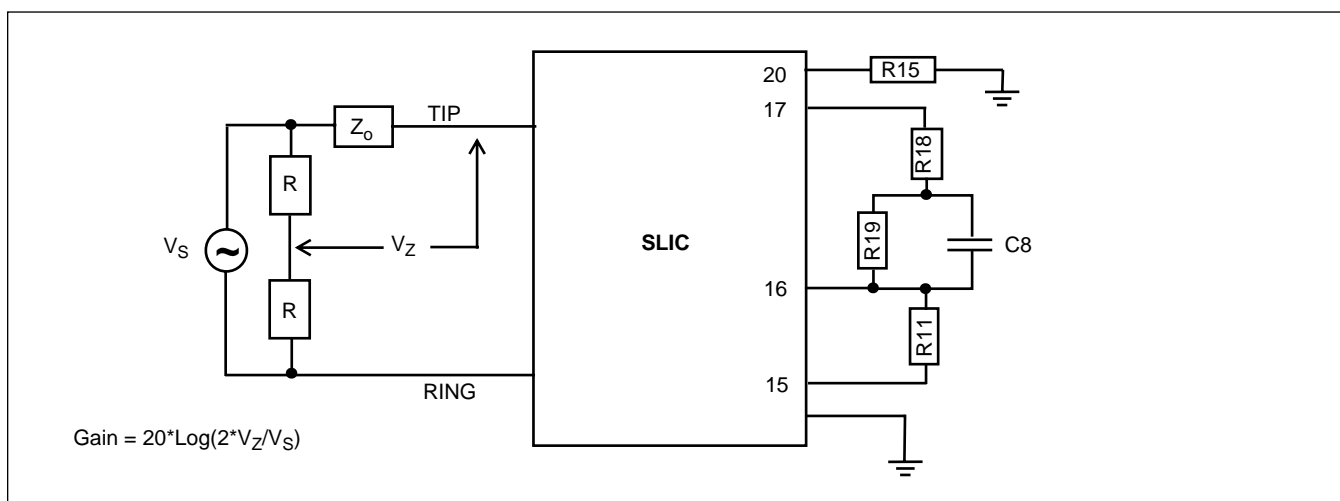 20
R15
17
TIP
Zo
R18
R
VS
~
VZ
SLIC
R19
C8
R
16
R11
15
RING
Gain = 20*Log(2*VZ/VS)